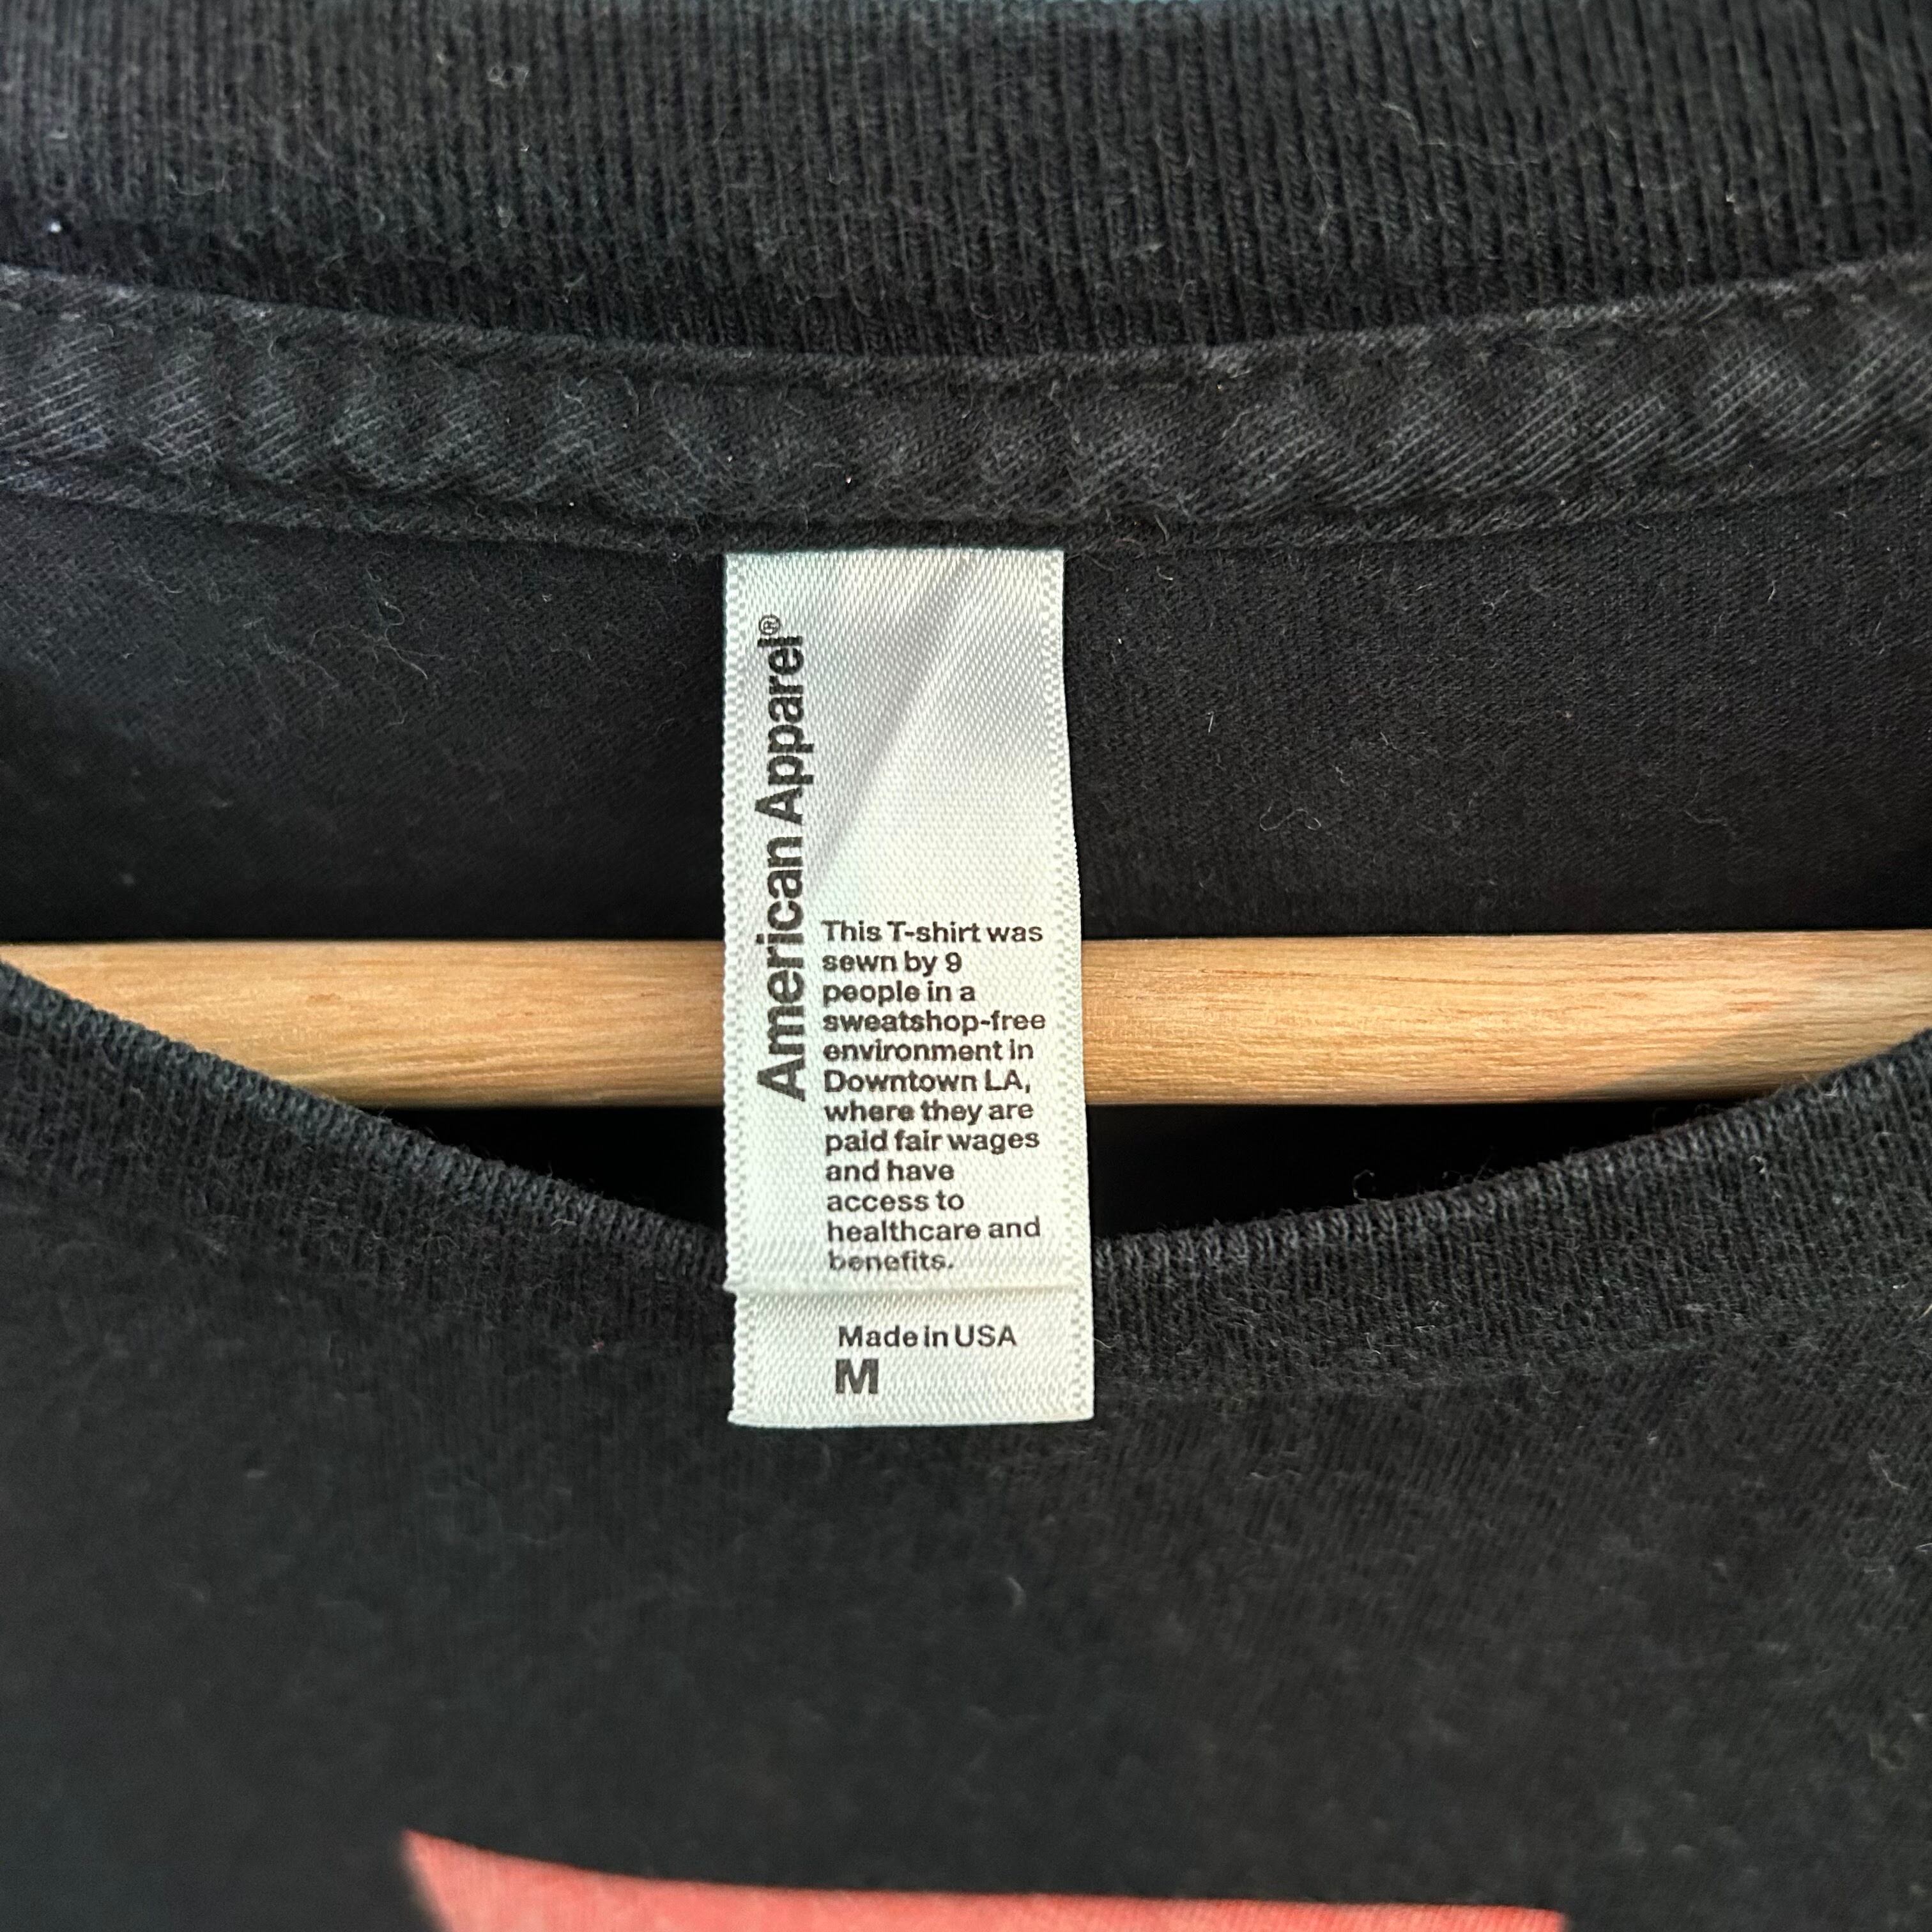 American Apparel®
This T-shirt was
sewn by 9
people in a
sweatshop-free
environment in
Downtown LA,
where they are
paid fair wages
and have
access to
healthcare and
benefits.
Made in USA
M